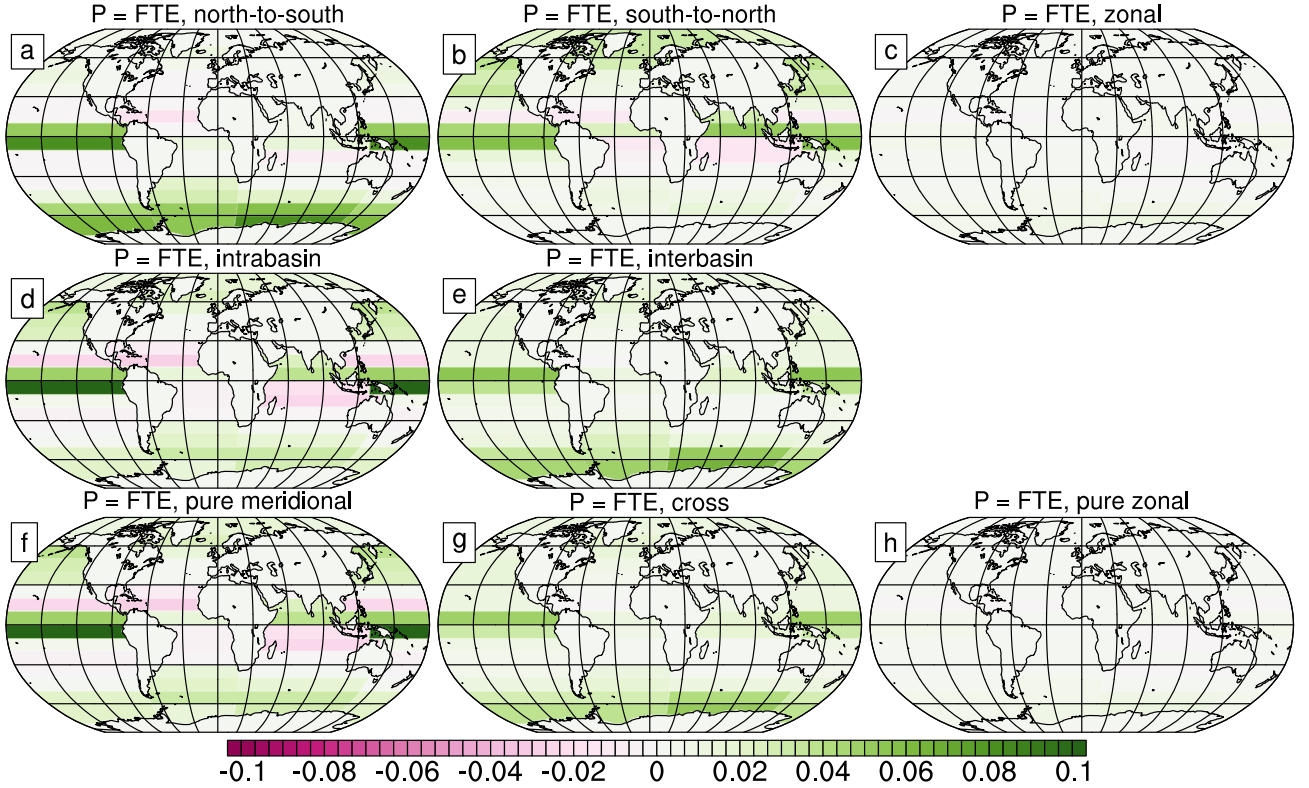 P = FTE, north-to-south
P = FTE, south-to-north
P = FTE, zonal
a
b
c
P = FTE, intrabasin
P = FTE, interbasin
d
e
P = FTE, pure meridional
P = FTE, cross
P = FTE, pure zonal
f
g
h
-0.1 -0.08 -0.06 -0.04 -0.02 0 0.02 0.04 0.06 0.08 0.1